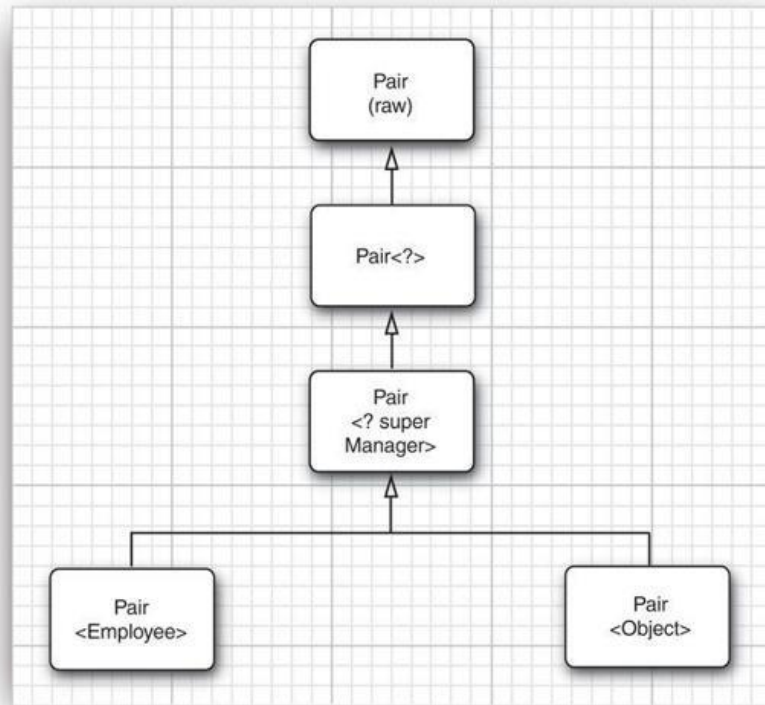 Pair
(raw)
Pair<?>
Pair
<? super
Manager>
Pair
<Employee>
Pair
<Object>